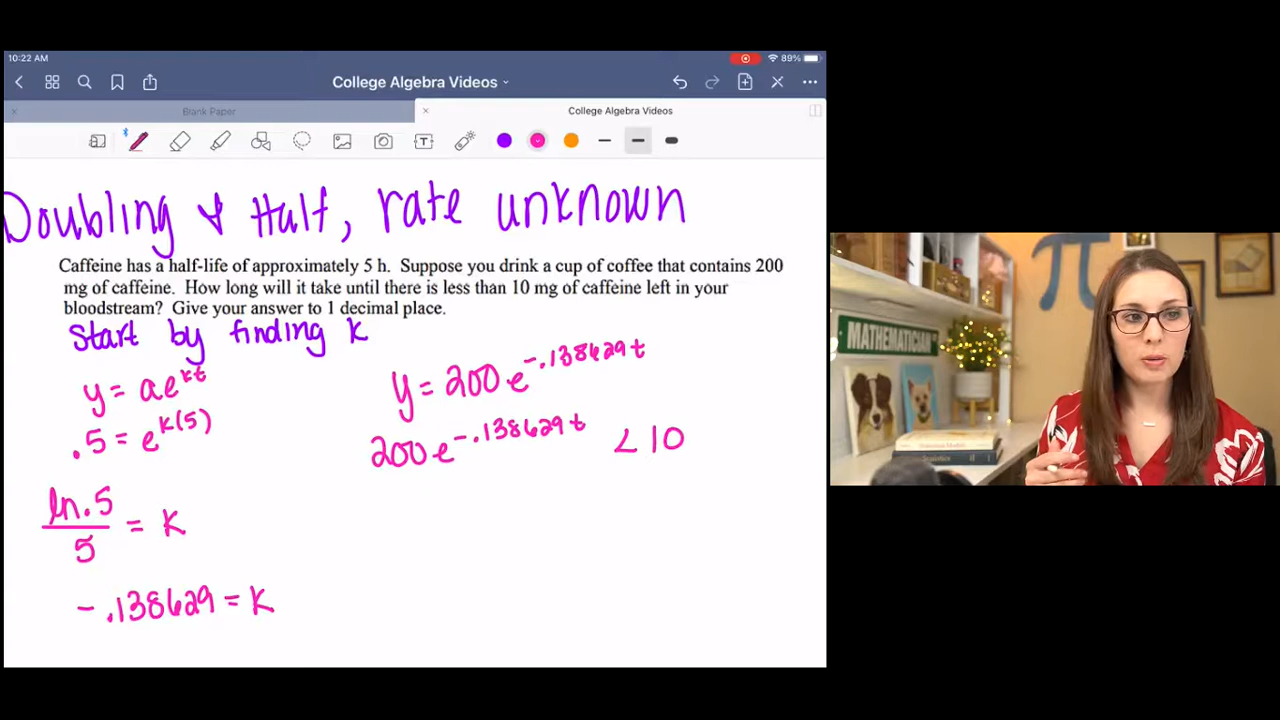 10:22 AM
89%
College Algebra Videos
Blank Paper
College Algebra Videos
Doubling & Half, rate unknown
Caffeine has a half-life of approximately 5 h. Suppose you drink a cup of coffee that contains 200
mg of caffeine. How long will it take until there is less than 10 mg of caffeine left in your
bloodstream? Give your answer to 1 decimal place.
Start by finding k
y = ae^kt
.5 = e^k(5)
ln.5/5 = k
-.138629 = k
y = 200e^-.138629t
200e^-.138629t < 10
MATHEMATICIAN